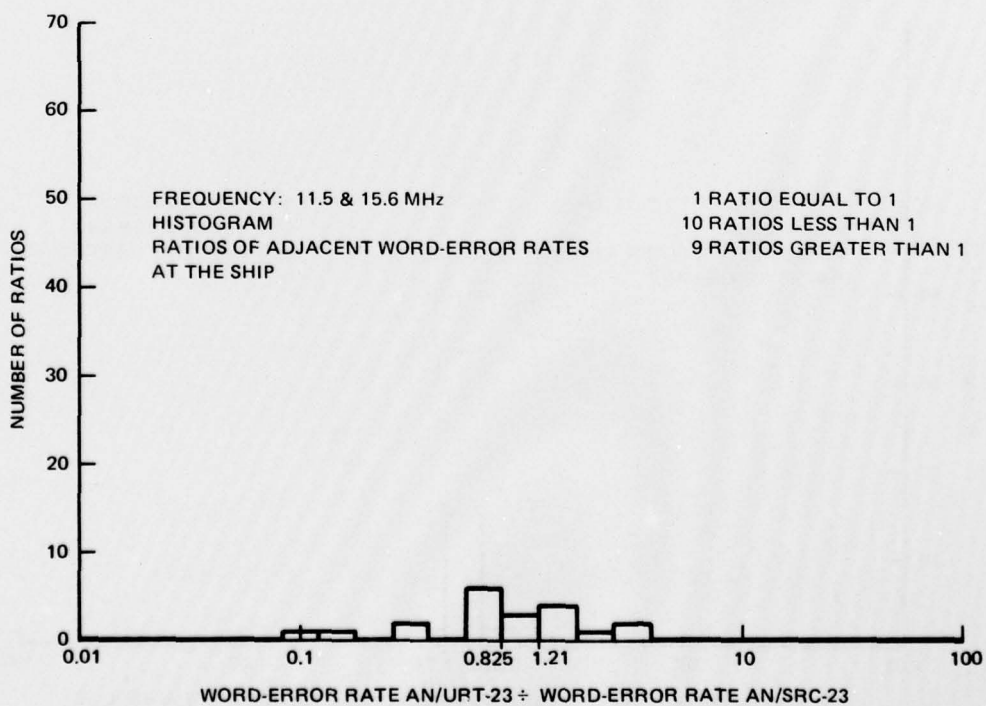 70
60
50
40
30
20
10
0
NUMBER OF RATIOS
FREQUENCY: 11.5 & 15.6 MHz
HISTOGRAM
RATIOS OF ADJACENT WORD-ERROR RATES
AT THE SHIP
1 RATIO EQUAL TO 1
10 RATIOS LESS THAN 1
9 RATIOS GREATER THAN 1
0.01 0.1 0.825 1.21 10 100
WORD-ERROR RATE AN/URT-23 ÷ WORD-ERROR RATE AN/SRC-23